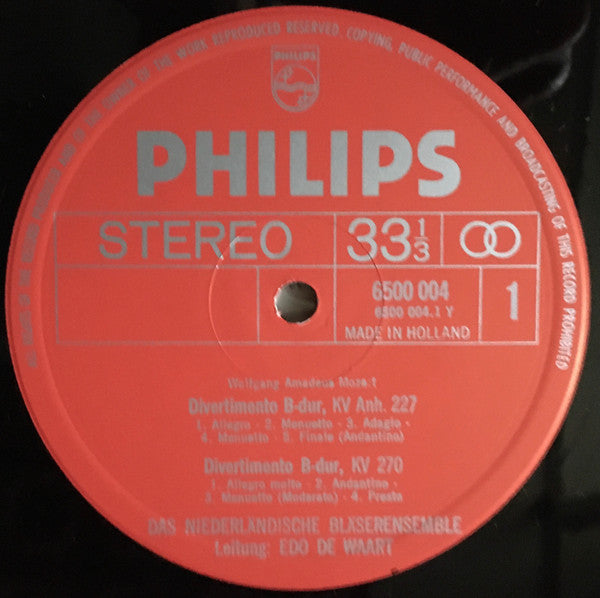 ALL RIGHTS OF THE RECORD PRODUCER AND OF THE OWNER OF THE WORK REPRODUCED RESERVED. COPYING, PUBLIC PERFORMANCE AND BROADCASTING OF THIS RECORD PROHIBITED
PHILIPS
PHILIPS
STEREO 33 1/3
6500 004 1
6500 004.1 Y
MADE IN HOLLAND
Wolfgang Amadeus Mozart
Divertimento B-dur, KV Anh. 227
1. Allegro - 2. Menuetto - 3. Adagio -
4. Menuetto - 5. Finale (Andantino)
Divertimento B-dur, KV 270
1. Allegro molto - 2. Andantino -
3. Menuetto (Moderato) - 4. Presto
DAS NIEDERLÄNDISCHE BLÄSERENSEMBLE
Leitung: EDO DE WAART